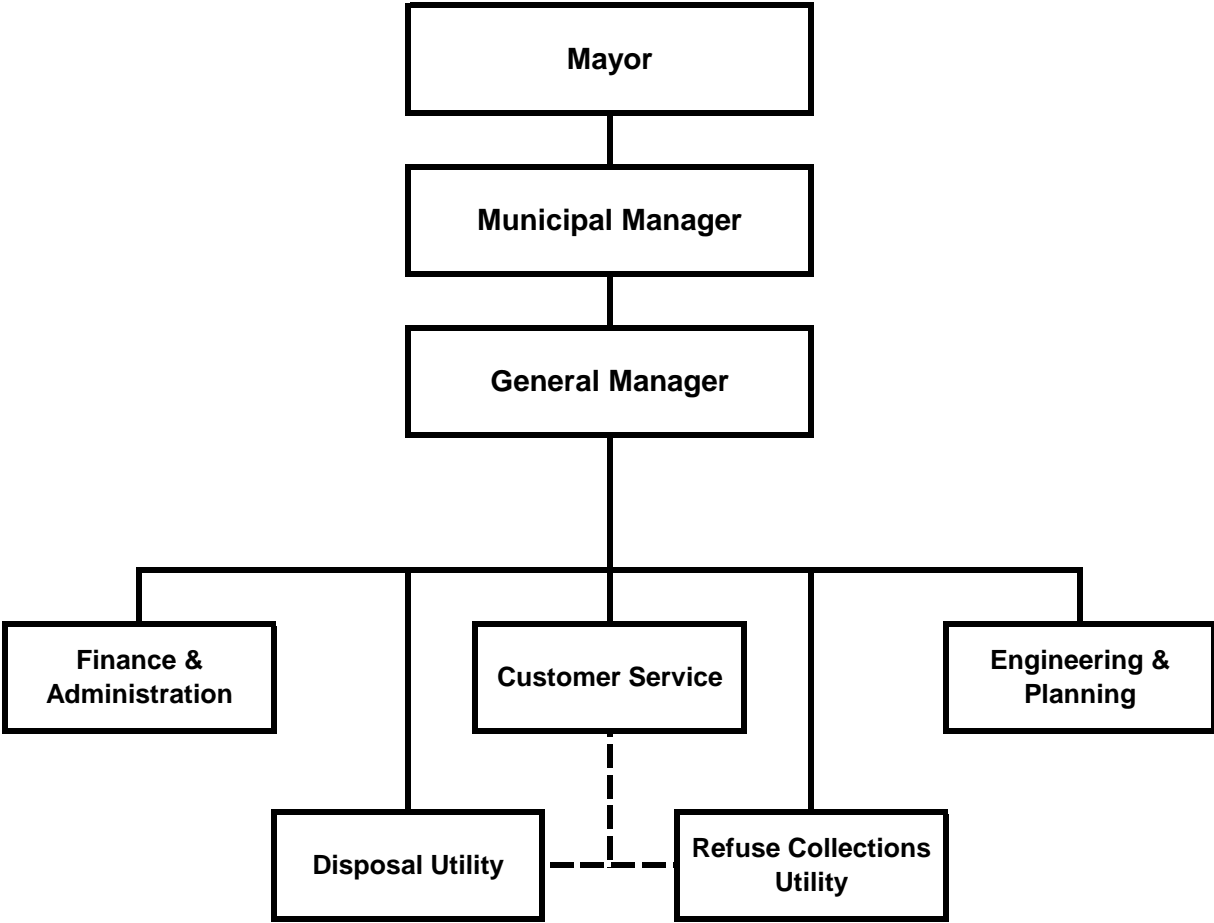 Mayor
Municipal Manager
General Manager
Finance &
Administration
Customer Service
Engineering &
Planning
Disposal Utility
Refuse Collections
Utility